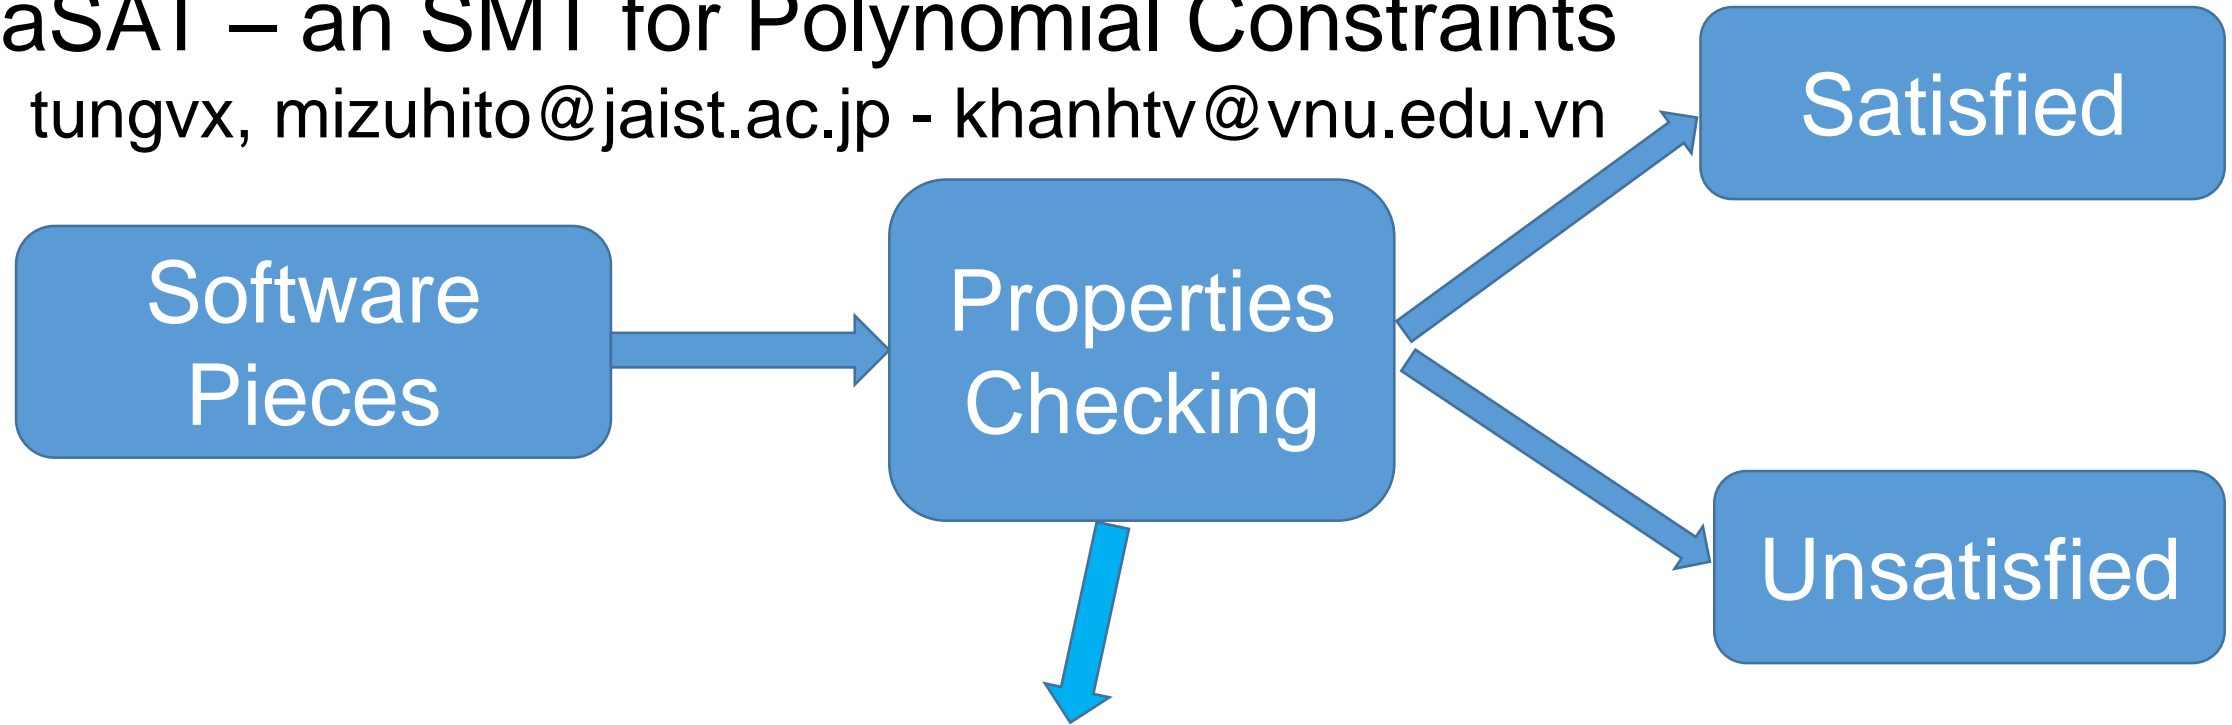 aSAT – an SMT for Polynomial Constraints
tungvx, mizuhito@jaist.ac.jp - khanhtv@vnu.edu.vn
Satisfied
Software
Pieces
Properties
Checking
Unsatisfied